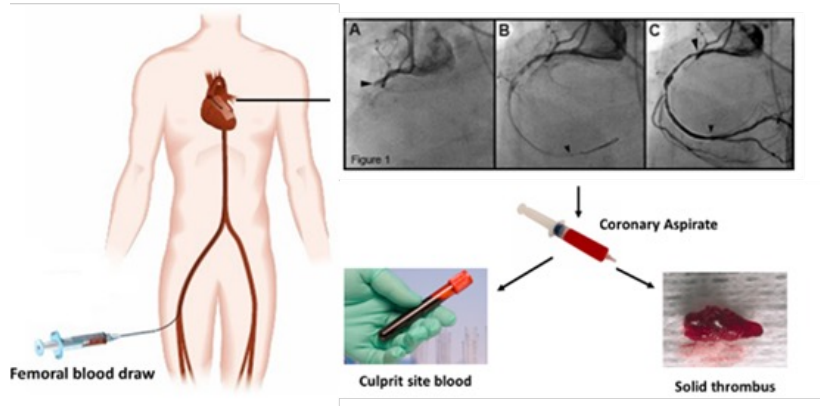 A
B
C
Figure 1
Coronary Aspirate
Femoral blood draw
Culprit site blood
Solid thrombus